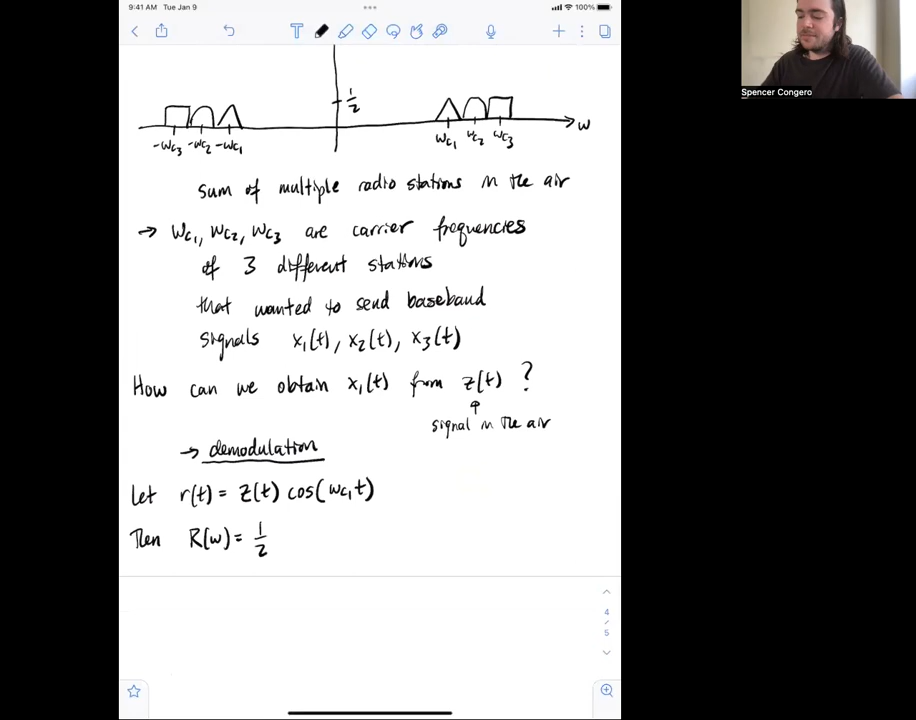 9:41 AM Tue Jan 9
100%
Spencer Congero
1/2
-ωc3 -ωc2 -ωc1
ωc1 ωc2 ωc3
ω
sum of multiple radio stations in the air
→ ωc1, ωc2, ωc3 are carrier frequencies
of 3 different stations
that wanted to send baseband
signals x1(t), x2(t), x3(t)
How can we obtain x1(t) from z(t) ?
↑
signal in the air
→ demodulation
Let r(t) = z(t) cos(ωc1t)
Then R(ω) = 1/2
4
/
5